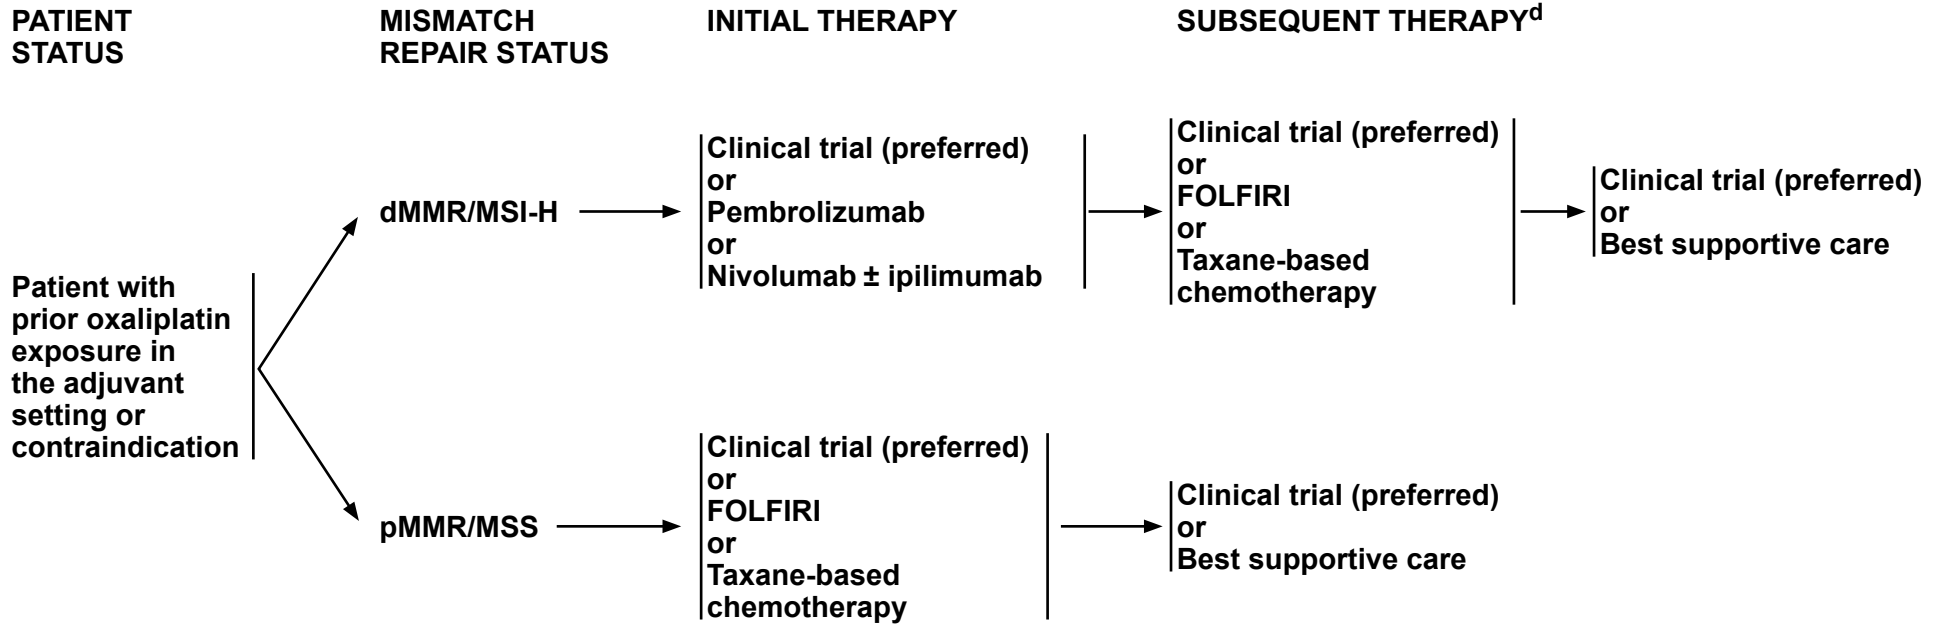 PATIENT
STATUS
MISMATCH
REPAIR STATUS
INITIAL THERAPY
SUBSEQUENT THERAPYd
Patient with
prior oxaliplatin
exposure in
the adjuvant
setting or
contraindication
dMMR/MSI-H
Clinical trial (preferred)
or
Pembrolizumab
or
Nivolumab ± ipilimumab
Clinical trial (preferred)
or
FOLFIRI
or
Taxane-based
chemotherapy
Clinical trial (preferred)
or
Best supportive care
pMMR/MSS
Clinical trial (preferred)
or
FOLFIRI
or
Taxane-based
chemotherapy
Clinical trial (preferred)
or
Best supportive care